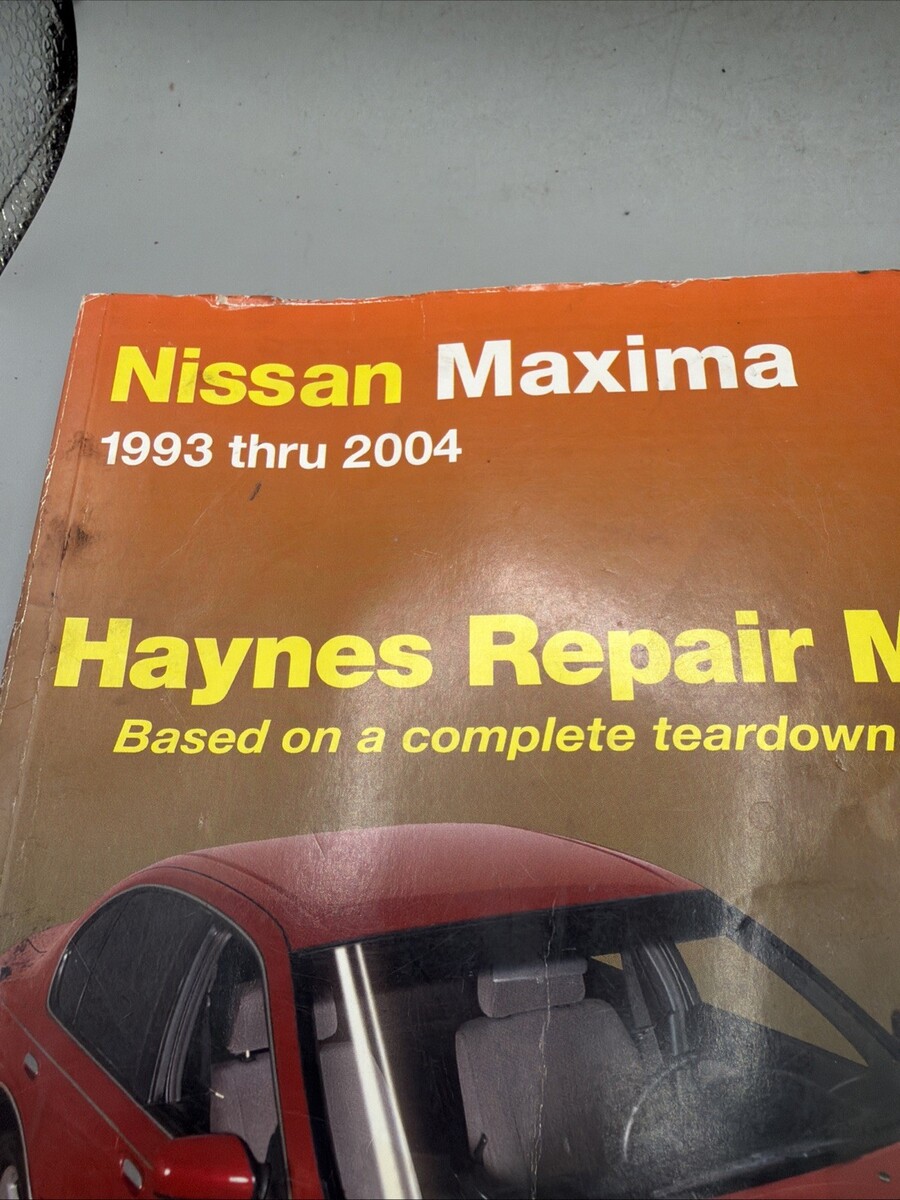 Nissan Maxima
1993 thru 2004
Haynes Repair M
Based on a complete teardown